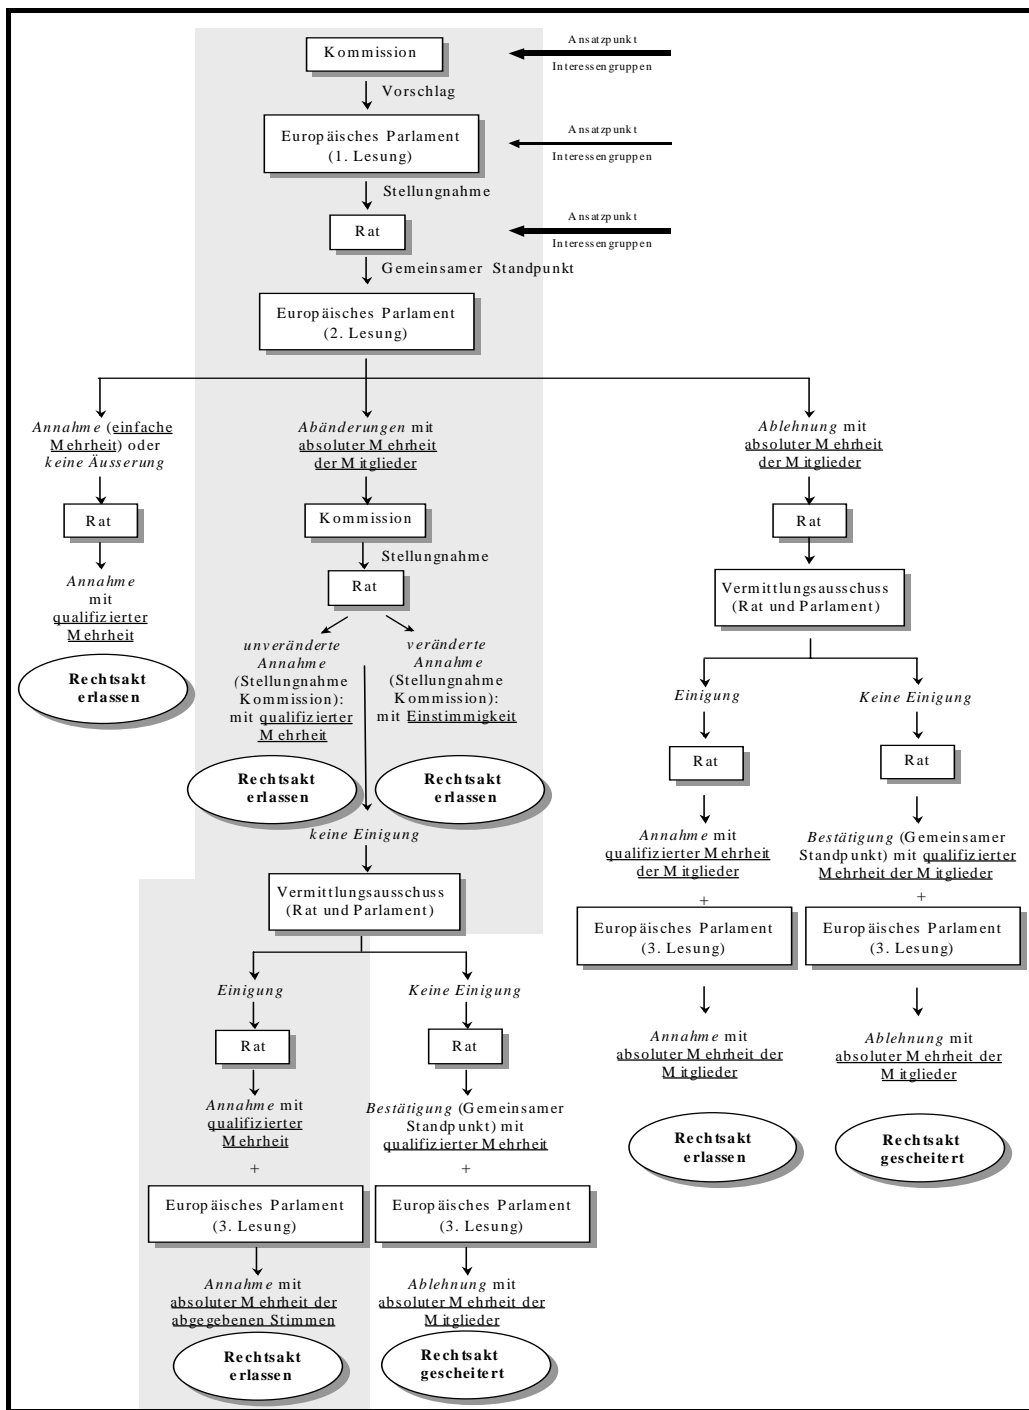 Kommission
Ansatzpunkt
Interessengruppen
Vorschlag
Europäisches Parlament
(1. Lesung)
Ansatzpunkt
Interessengruppen
Stellungnahme
Rat
Ansatzpunkt
Interessengruppen
Gemeinsamer Standpunkt
Europäisches Parlament
(2. Lesung)
Annahme (einfache
Mehrheit) oder
keine Äusserung
Rat
Annahme
mit
qualifizierter
Mehrheit
Rechtsakt
erlassen
Abänderungen mit
absoluter Mehrheit
der Mitglieder
Kommission
Stellungnahme
Rat
unveränderte
Annahme
(Stellungnahme
Kommission):
mit qualifizierter
Mehrheit
veränderte
Annahme
(Stellungnahme
Kommission):
mit Einstimmigkeit
Rechtsakt
erlassen
Rechtsakt
erlassen
keine Einigung
Vermittlungsausschuss
(Rat und Parlament)
Einigung
Rat
Annahme mit
qualifizierter
Mehrheit
+
Europäisches Parlament
(3. Lesung)
Annahme mit
absoluter Mehrheit der
abgegebenen Stimmen
Rechtsakt
erlassen
Keine Einigung
Rat
Bestätigung (Gemeinsamer
Standpunkt) mit
qualifizierter Mehrheit
+
Europäisches Parlament
(3. Lesung)
Ablehnung mit
absoluter Mehrheit der
Mitglieder
Rechtsakt
gescheitert
Ablehnung mit
absoluter Mehrheit
der Mitglieder
Rat
Vermittlungsausschuss
(Rat und Parlament)
Einigung
Rat
Annahme mit
qualifizierter Mehrheit
der Mitglieder
+
Europäisches Parlament
(3. Lesung)
Annahme mit
absoluter Mehrheit der
Mitglieder
Rechtsakt
erlassen
Keine Einigung
Rat
Bestätigung (Gemeinsamer
Standpunkt) mit qualifizierter
Mehrheit der Mitglieder
+
Europäisches Parlament
(3. Lesung)
Ablehnung mit
absoluter Mehrheit der
Mitglieder
Rechtsakt
gescheitert